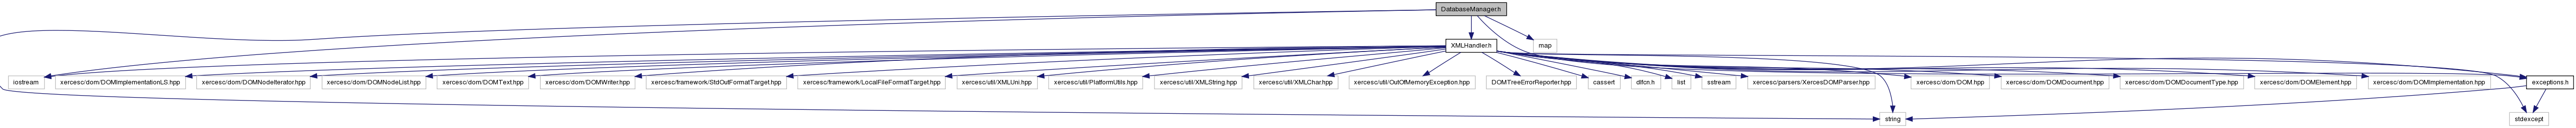 DatabaseManager.h
XMLHandler.h
map
iostream
xercesc/dom/DOMImplementationLS.hpp
xercesc/dom/DOMNodeIterator.hpp
xercesc/dom/DOMNodeList.hpp
xercesc/dom/DOMText.hpp
xercesc/dom/DOMWriter.hpp
xercesc/framework/StdOutFormatTarget.hpp
xercesc/framework/LocalFileFormatTarget.hpp
xercesc/util/XMLUni.hpp
xercesc/util/PlatformUtils.hpp
xercesc/util/XMLString.hpp
xercesc/util/XMLChar.hpp
xercesc/util/OutOfMemoryException.hpp
DOMTreeErrorReporter.hpp
cassert
dlfcn.h
list
sstream
xercesc/parsers/XercesDOMParser.hpp
xercesc/dom/DOM.hpp
xercesc/dom/DOMDocument.hpp
xercesc/dom/DOMDocumentType.hpp
xercesc/dom/DOMElement.hpp
xercesc/dom/DOMImplementation.hpp
exceptions.h
string
stdexcept